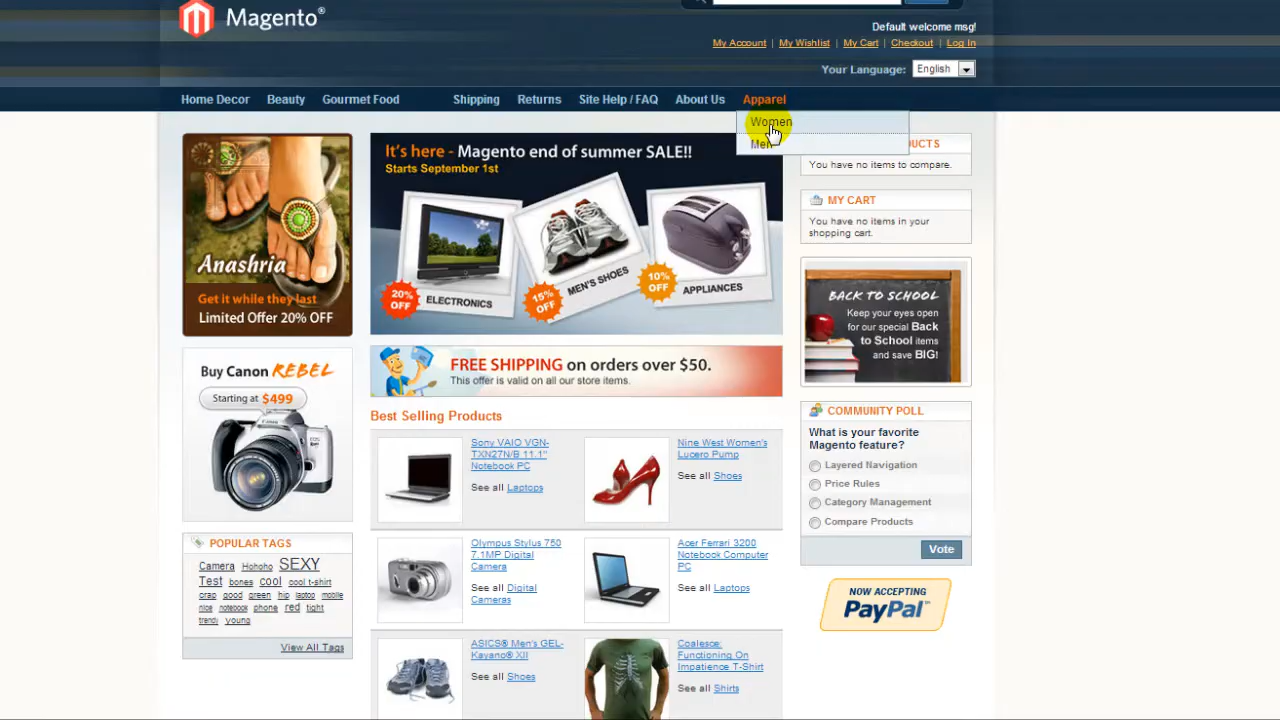 Magento®
Default welcome msg!
My Account | My Wishlist | My Cart | Checkout | Log In
Your Language: English
Home Decor Beauty Gourmet Food Shipping Returns Site Help / FAQ About Us Apparel
Women
Men
Anashria
Get it while they last
Limited Offer 20% OFF
It's here - Magento end of summer SALE!!
Starts September 1st
20% OFF
ELECTRONICS
15% OFF
MEN'S SHOES
10% OFF
APPLIANCES
UCTS
You have no items to compare.
MY CART
You have no items in your
shopping cart.
BACK TO SCHOOL
Keep your eyes open
for our special Back
to School items
and save BIG!
Buy Canon REBEL
Starting at $499
FREE SHIPPING on orders over $50.
This offer is valid on all our store items.
Best Selling Products
Sony VAIO VGN-
TXN27N/B 11.1"
Notebook PC
See all Laptops
Nine West Women's
Lucero Pump
See all Shoes
Olympus Stylus 750
7.1MP Digital
Camera
See all Digital
Cameras
Acer Ferrari 3200
Notebook Computer
PC
See all Laptops
ASICS® Men's GEL-
Kayano® XII
See all Shoes
Coalesce:
Functioning On
Impatience T-Shirt
See all Shirts
COMMUNITY POLL
What is your favorite
Magento feature?
Layered Navigation
Price Rules
Category Management
Compare Products
Vote
NOW ACCEPTING
PayPal™
POPULAR TAGS
Camera Hohoho SEXY
Test bones cool cool t-shirt
crap good green hip laptop mobile
nice notebook phone red tight
trendy young
View All Tags